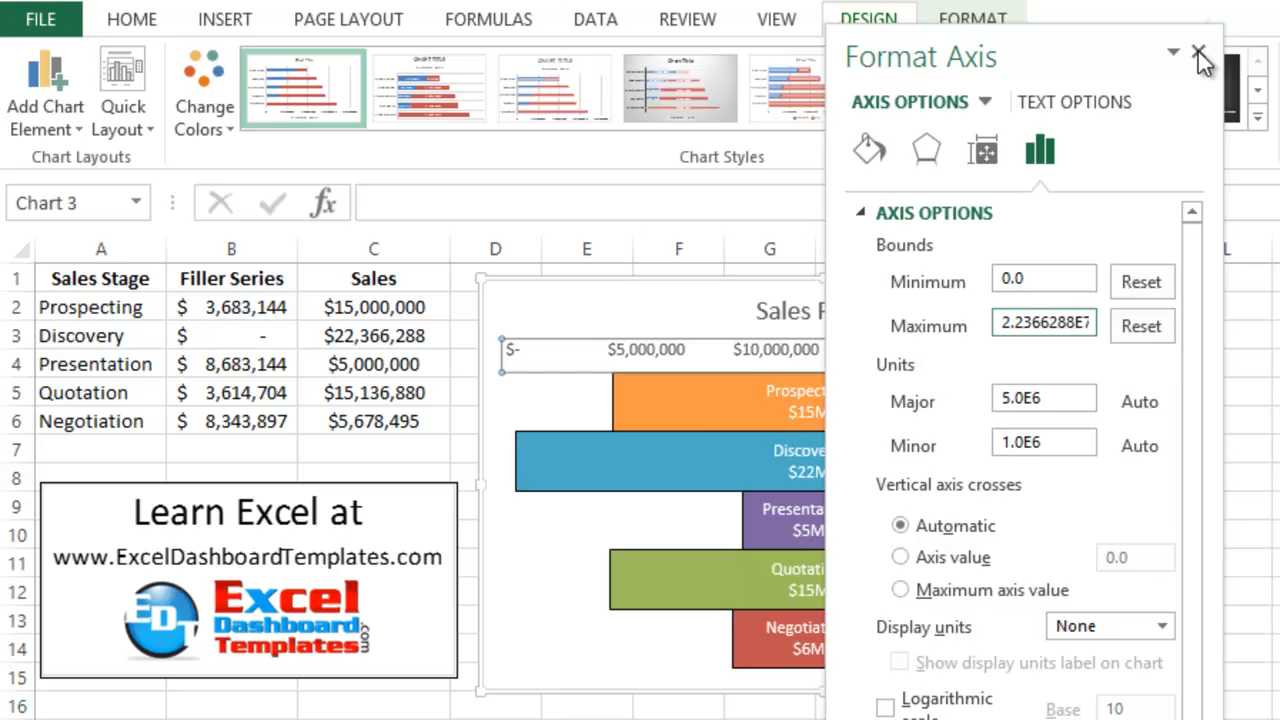 FILE HOME INSERT PAGE LAYOUT FORMULAS DATA REVIEW VIEW DESIGN FORMAT
Add Chart
Element
Quick
Layout
Change
Colors
Chart Layouts
Chart Styles
Chart 3
fx
A B C D E F G L
1 Sales Stage Filler Series Sales
2 Prospecting $ 3,683,144 $15,000,000
3 Discovery $ - $22,366,288
4 Presentation $ 8,683,144 $5,000,000
5 Quotation $ 3,614,704 $15,136,880
6 Negotiation $ 8,343,897 $5,678,495
7
8
9
10
11
12
13
14
15
16
Learn Excel at
www.ExcelDashboardTemplates.com
EDT
Excel
Dashboard
Templates
.com
Sales
$- $5,000,000 $10,000,000
Prospect
$15M
Discove
$22M
Presenta
$5M
Quotati
$15M
Negotiat
$6M
Format Axis
AXIS OPTIONS TEXT OPTIONS
AXIS OPTIONS
Bounds
Minimum 0.0 Reset
Maximum 2.2366288E7 Reset
Units
Major 5.0E6 Auto
Minor 1.0E6 Auto
Vertical axis crosses
Automatic
Axis value 0.0
Maximum axis value
Display units None
Show display units label on chart
Logarithmic
Base 10